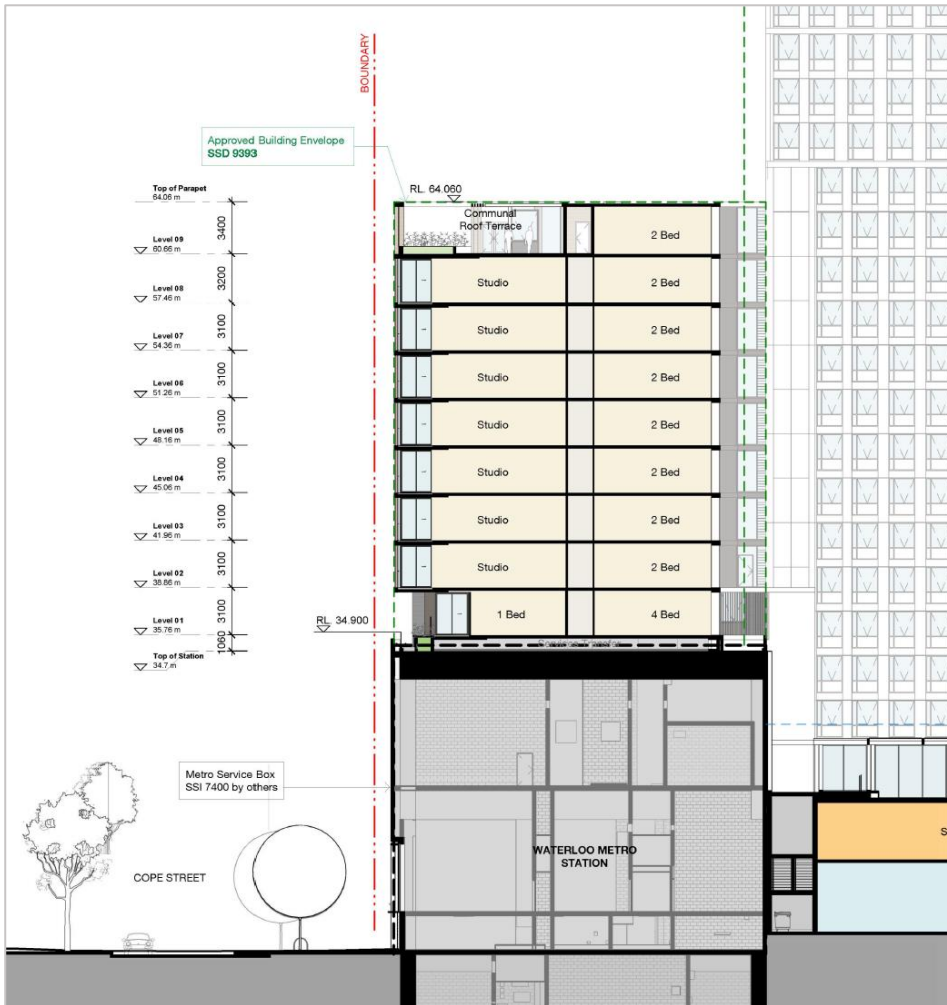 BOUNDARY
Approved Building Envelope
SSD 9393
Top of Parapet
64.06 m
RL. 64.060
Communal
Roof Terrace
2 Bed
3400
Level 09
60.66 m
3200
Studio
2 Bed
Level 08
57.46 m
3100
Studio
2 Bed
Level 07
54.36 m
3100
Studio
2 Bed
Level 06
51.26 m
3100
Studio
2 Bed
Level 05
48.16 m
3100
Studio
2 Bed
Level 04
45.06 m
3100
Studio
2 Bed
Level 03
41.96 m
3100
Studio
2 Bed
Level 02
38.86 m
3100
1 Bed
4 Bed
RL. 34.900
Level 01
35.76 m
1060
Services Transfer
Top of Station
34.7.m
Metro Service Box
SSI 7400 by others
WATERLOO METRO
STATION
COPE STREET
S